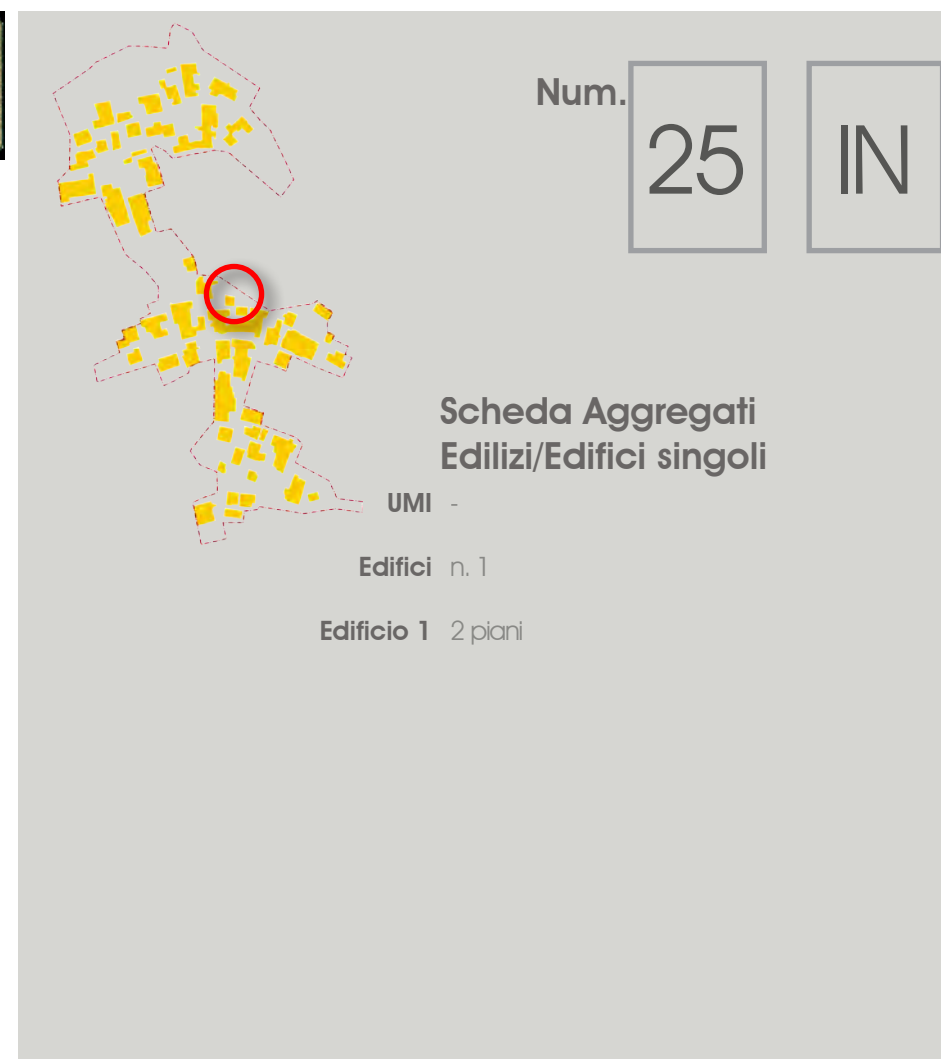 Num.
25 IN
Scheda Aggregati
Edilizi/Edifici singoli
UMI -
Edifici n. 1
Edificio 1 2 piani